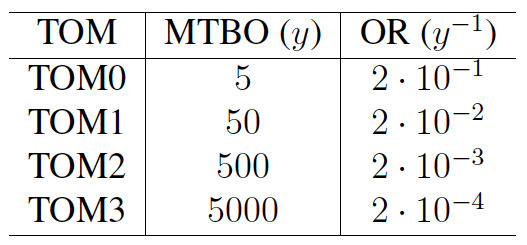 TOM MTBO (y) OR (y⁻¹)
TOM0 5 2 · 10⁻¹
TOM1 50 2 · 10⁻²
TOM2 500 2 · 10⁻³
TOM3 5000 2 · 10⁻⁴